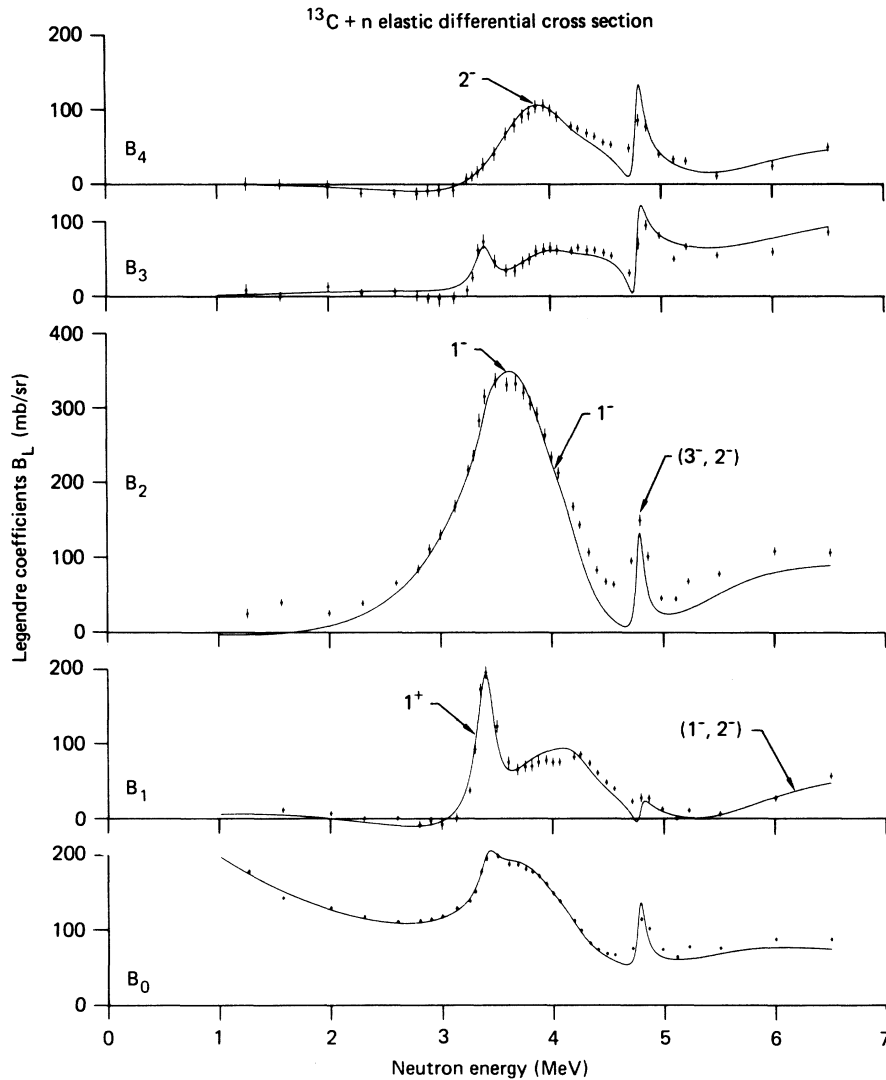 ¹³C + n elastic differential cross section
Legendre coefficients B_L (mb/sr)
200
100
0
B₄
2⁻
100
0
B₃
400
300
200
100
0
B₂
1⁻
1⁻
(3⁻, 2⁻)
200
100
0
B₁
1⁺
(1⁻, 2⁻)
200
100
0
B₀
0 1 2 3 4 5 6 7
Neutron energy (MeV)